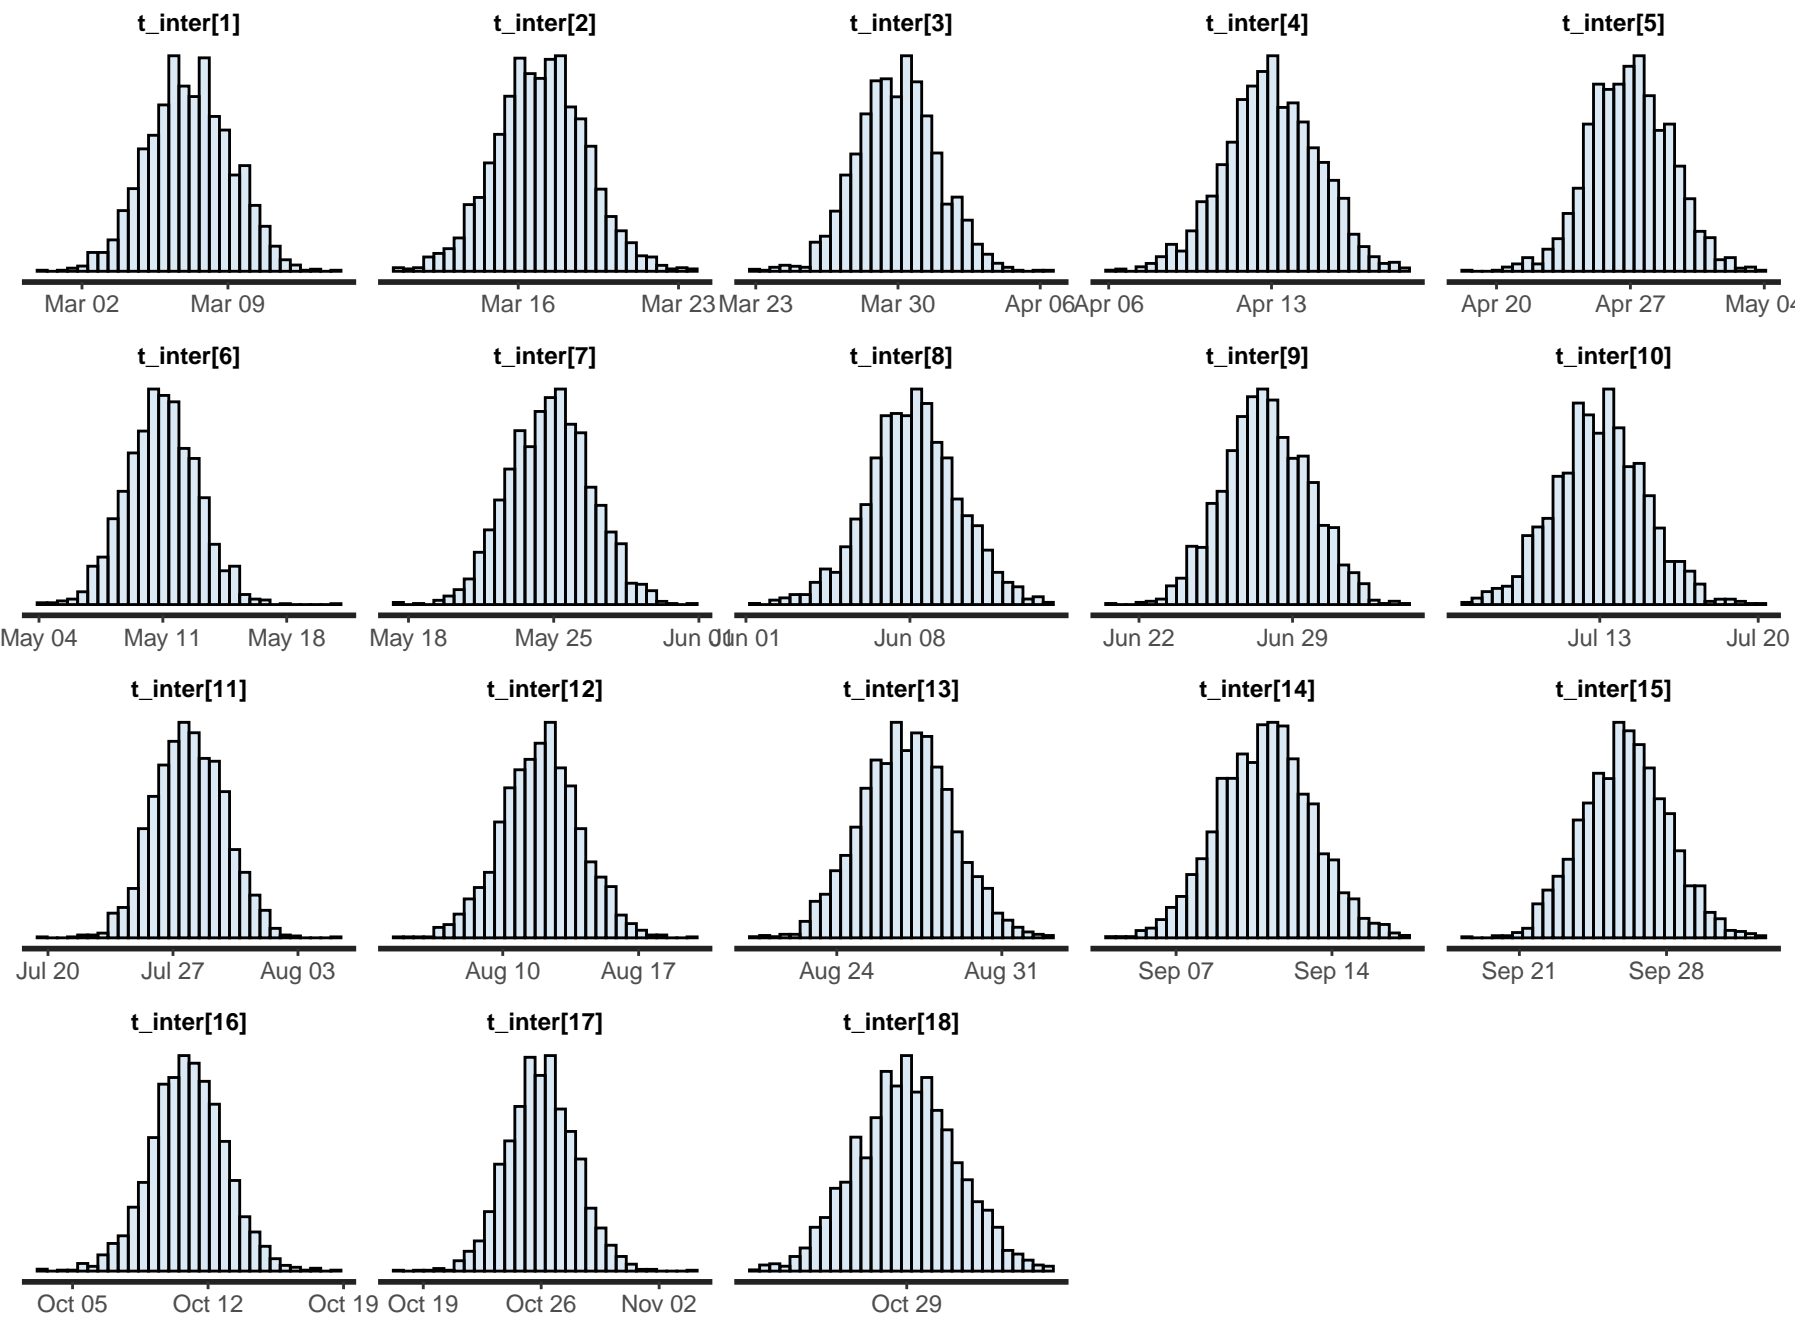 t_inter[1] t_inter[2] t_inter[3] t_inter[4] t_inter[5]
Mar 02 Mar 09 Mar 16 Mar 23 Mar 23 Mar 30 Apr 06 Apr 06 Apr 13 Apr 20 Apr 27 May 04
t_inter[6] t_inter[7] t_inter[8] t_inter[9] t_inter[10]
May 04 May 11 May 18 May 18 May 25 Jun 01 Jun 01 Jun 08 Jun 22 Jun 29 Jul 13 Jul 20
t_inter[11] t_inter[12] t_inter[13] t_inter[14] t_inter[15]
Jul 20 Jul 27 Aug 03 Aug 10 Aug 17 Aug 24 Aug 31 Sep 07 Sep 14 Sep 21 Sep 28
t_inter[16] t_inter[17] t_inter[18]
Oct 05 Oct 12 Oct 19 Oct 19 Oct 26 Nov 02 Oct 29